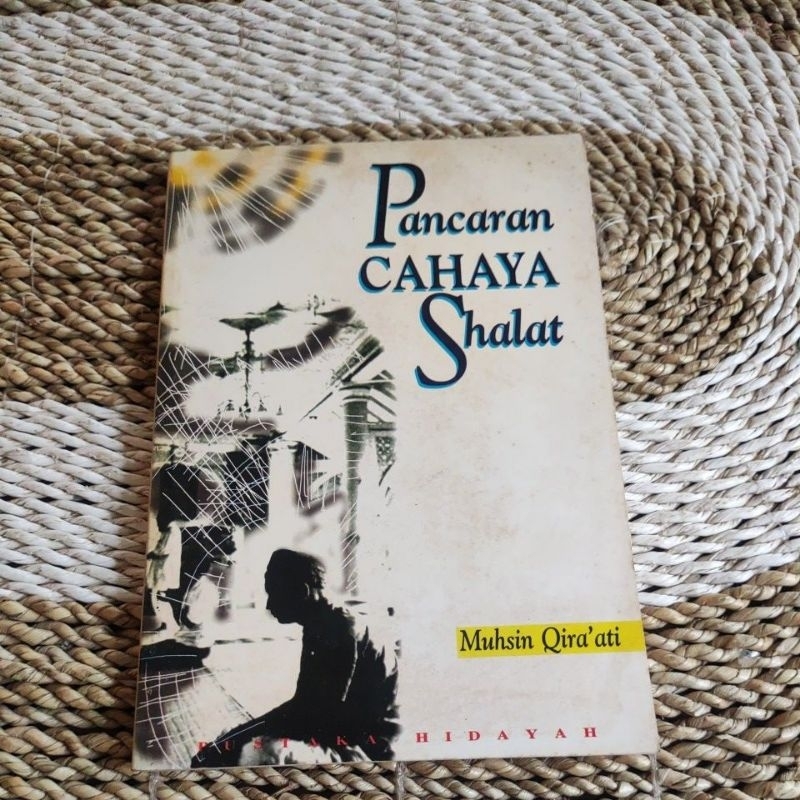 Pancaran
CAHAYA
Shalat
Muhsin Qira'ati
PUSTAKA HIDAYAH